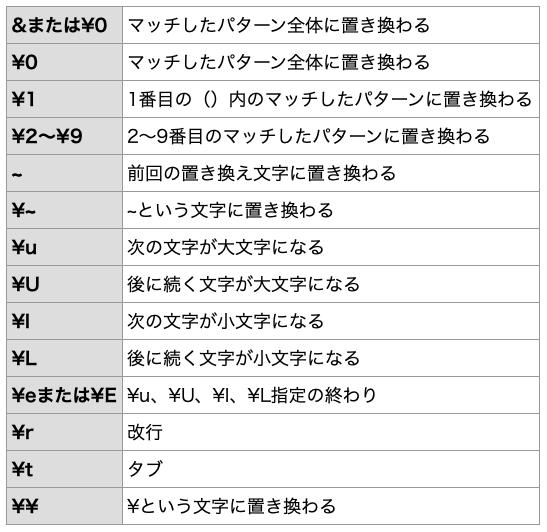 &または¥0 マッチしたパターン全体に置き換わる
¥0 マッチしたパターン全体に置き換わる
¥1 1番目の（）内のマッチしたパターンに置き換わる
¥2〜¥9 2〜9番目のマッチしたパターンに置き換わる
~ 前回の置き換え文字に置き換わる
¥~ ~という文字に置き換わる
¥u 次の文字が大文字になる
¥U 後に続く文字が大文字になる
¥l 次の文字が小文字になる
¥L 後に続く文字が小文字になる
¥eまたは¥E ¥u、¥U、¥l、¥L指定の終わり
¥r 改行
¥t タブ
¥¥ ¥という文字に置き換わる